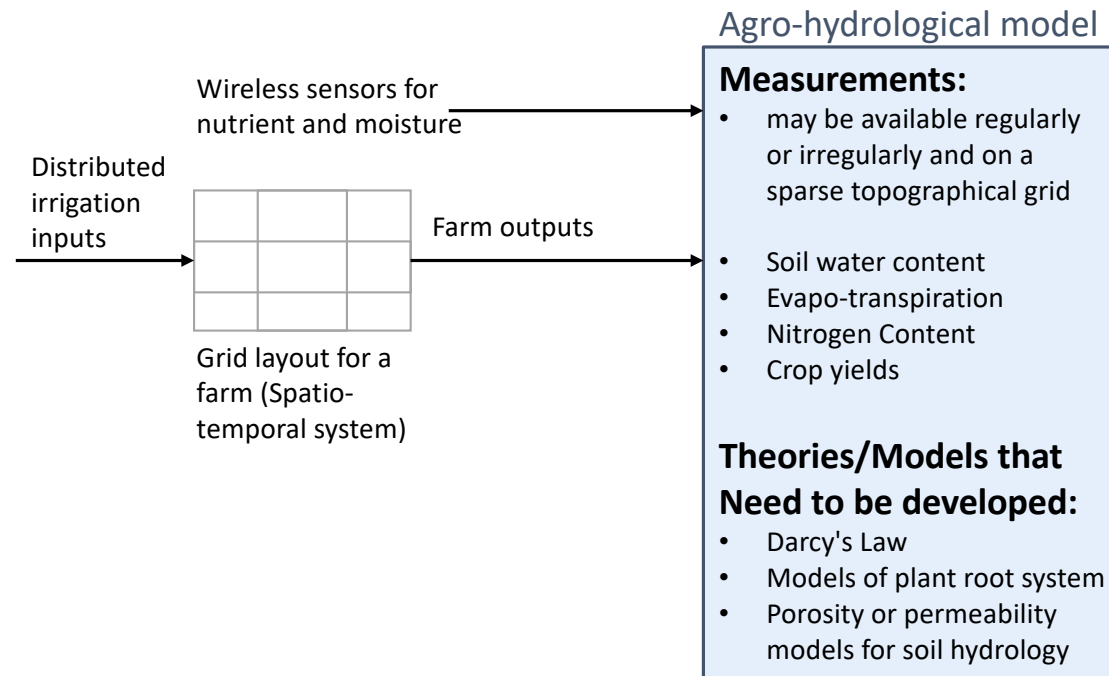 Agro-hydrological model
Wireless sensors for
nutrient and moisture
Distributed
irrigation
inputs
Farm outputs
Grid layout for a
farm (Spatio-
temporal system)
Measurements:
• may be available regularly
or irregularly and on a
sparse topographical grid
• Soil water content
• Evapo-transpiration
• Nitrogen Content
• Crop yields
Theories/Models that
Need to be developed:
• Darcy's Law
• Models of plant root system
• Porosity or permeability
models for soil hydrology